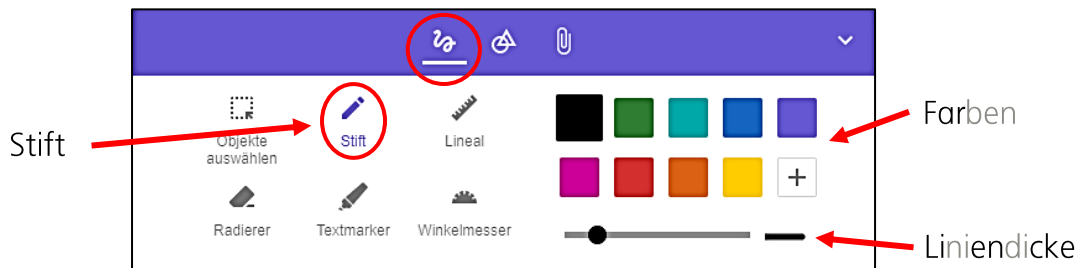 Stift
Objekte
auswählen
Stift
Lineal
Radierer
Textmarker
Winkelmesser
Farben
Liniendicke